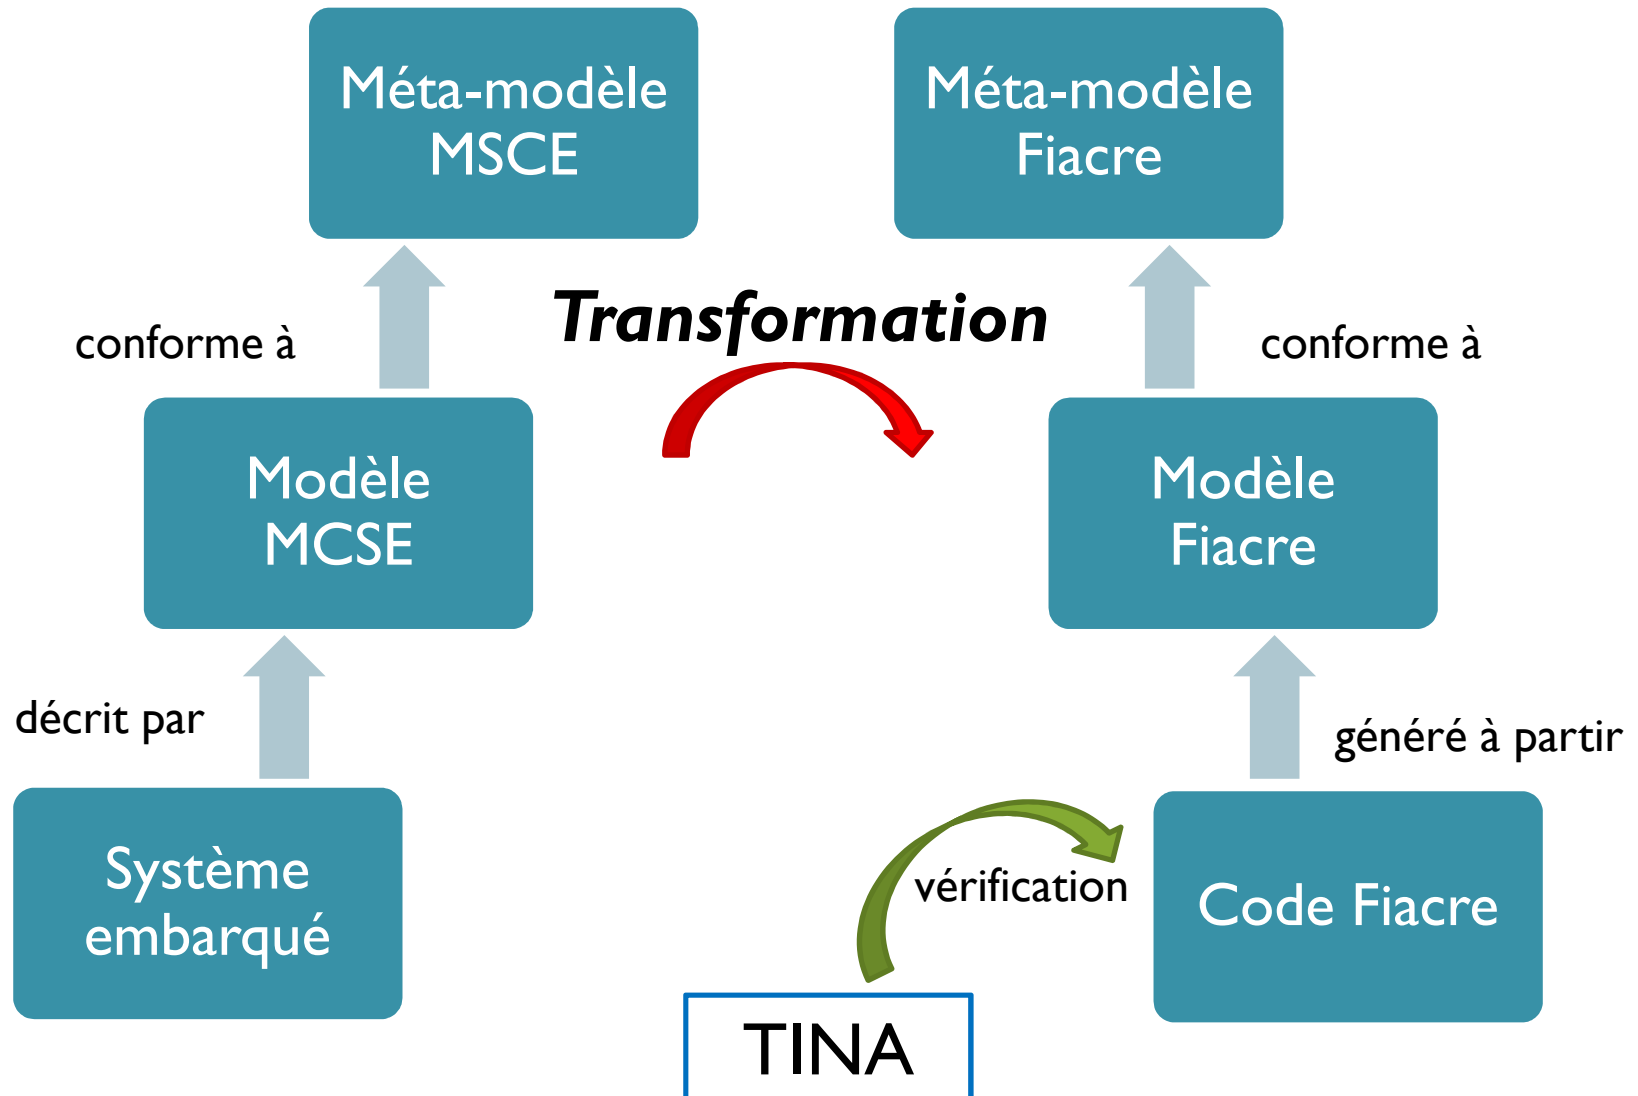 Méta-modèle
MSCE
Méta-modèle
Fiacre
Transformation
conforme à
conforme à
Modèle
MCSE
Modèle
Fiacre
décrit par
généré à partir
Système
embarqué
vérification
Code Fiacre
TINA